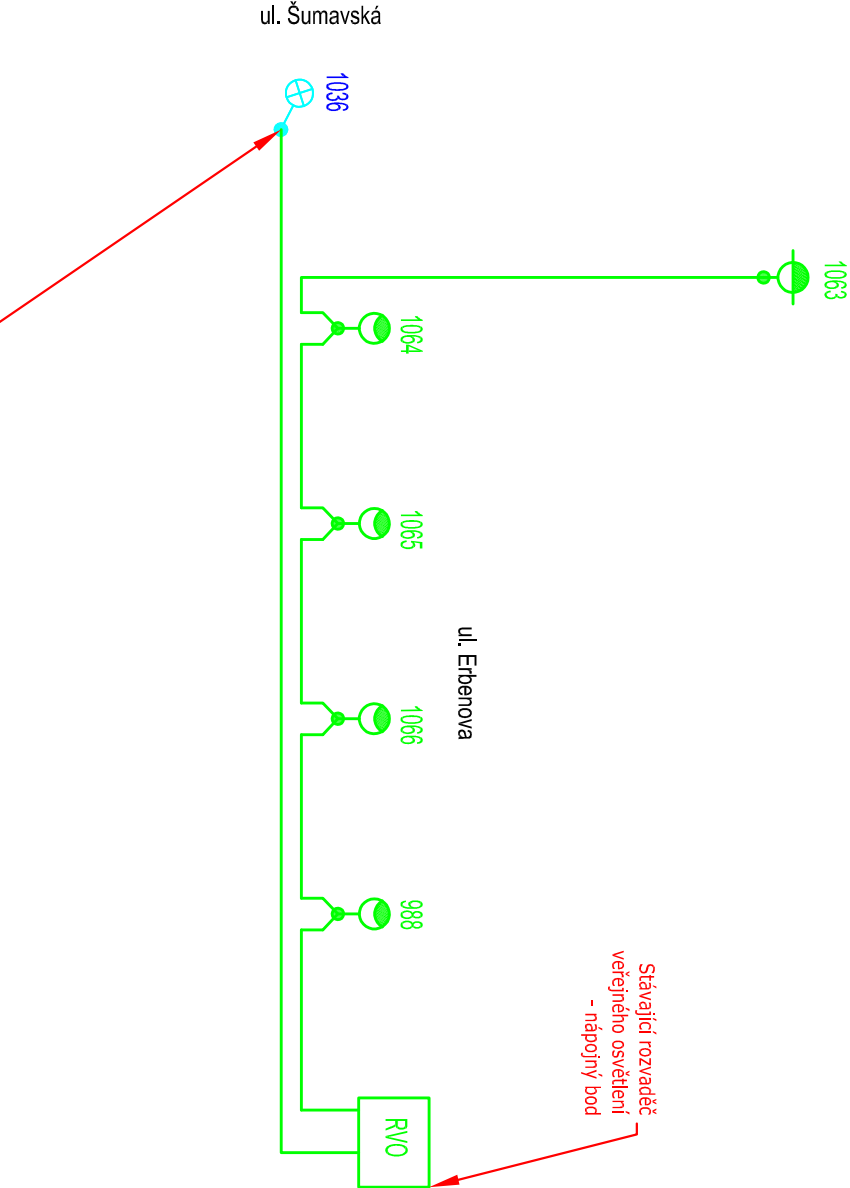 ul. Šumavská
1036
1063
1064
1065
ul. Erbenova
1066
988
Stávající rozvaděč
veřejného osvětlení
- nápojný bod
RVO